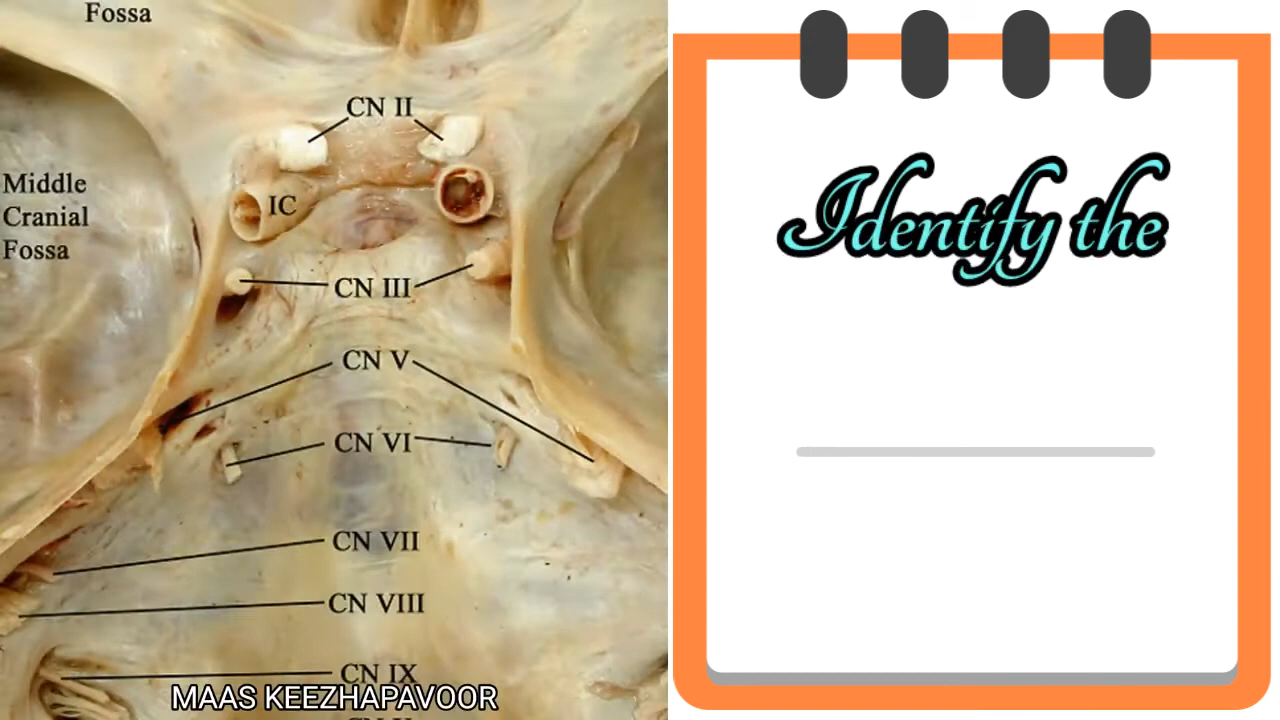 Fossa
CN II
Middle
Cranial
Fossa
IC
CN III
CN V
CN VI
CN VII
CN VIII
CN IX
MAAS KEEZHAPAVOOR
Identify the